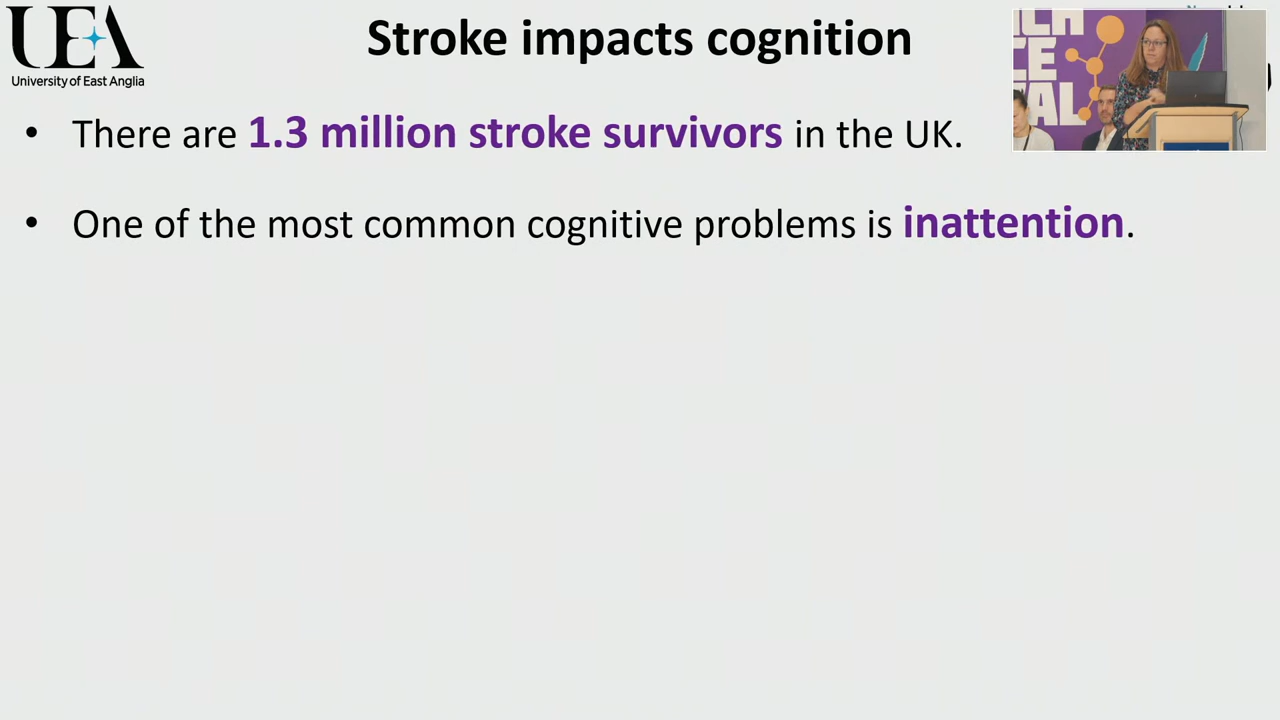 UEA
University of East Anglia
Stroke impacts cognition
• There are 1.3 million stroke survivors in the UK.
• One of the most common cognitive problems is inattention.